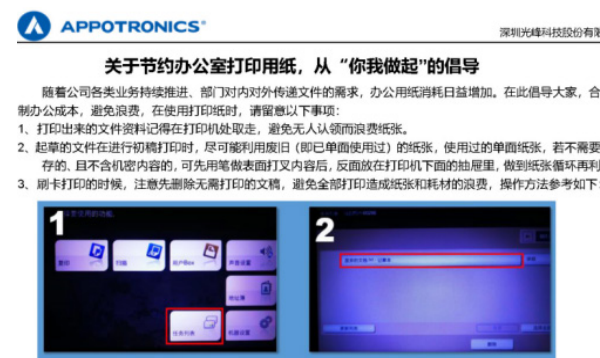 APPOTRONICS®
深圳光峰科技股份有限
关于节约办公室打印用纸，从“你我做起”的倡导
随着公司各类业务持续推进、部门对内对外传递文件的需求，办公用纸消耗日益增加。在此倡导大家，合
制办公成本，避免浪费，在使用打印纸时，请留意以下事项：
1、打印出来的文件资料记得在打印机处取走，避免无人认领而浪费纸张。
2、起草的文件在进行初稿打印时，尽可能利用废旧（即已单面使用过）的纸张，使用过的单面纸张，若不需要
存的、且不含机密内容的，可先用笔做表面打叉内容后，反面放在打印机下面的抽屉里，做到纸张循环再利
3、刷卡打印的时候，注意先删除无需打印的文稿，避免全部打印造成纸张和耗材的浪费，操作方法参考如下：
1
2